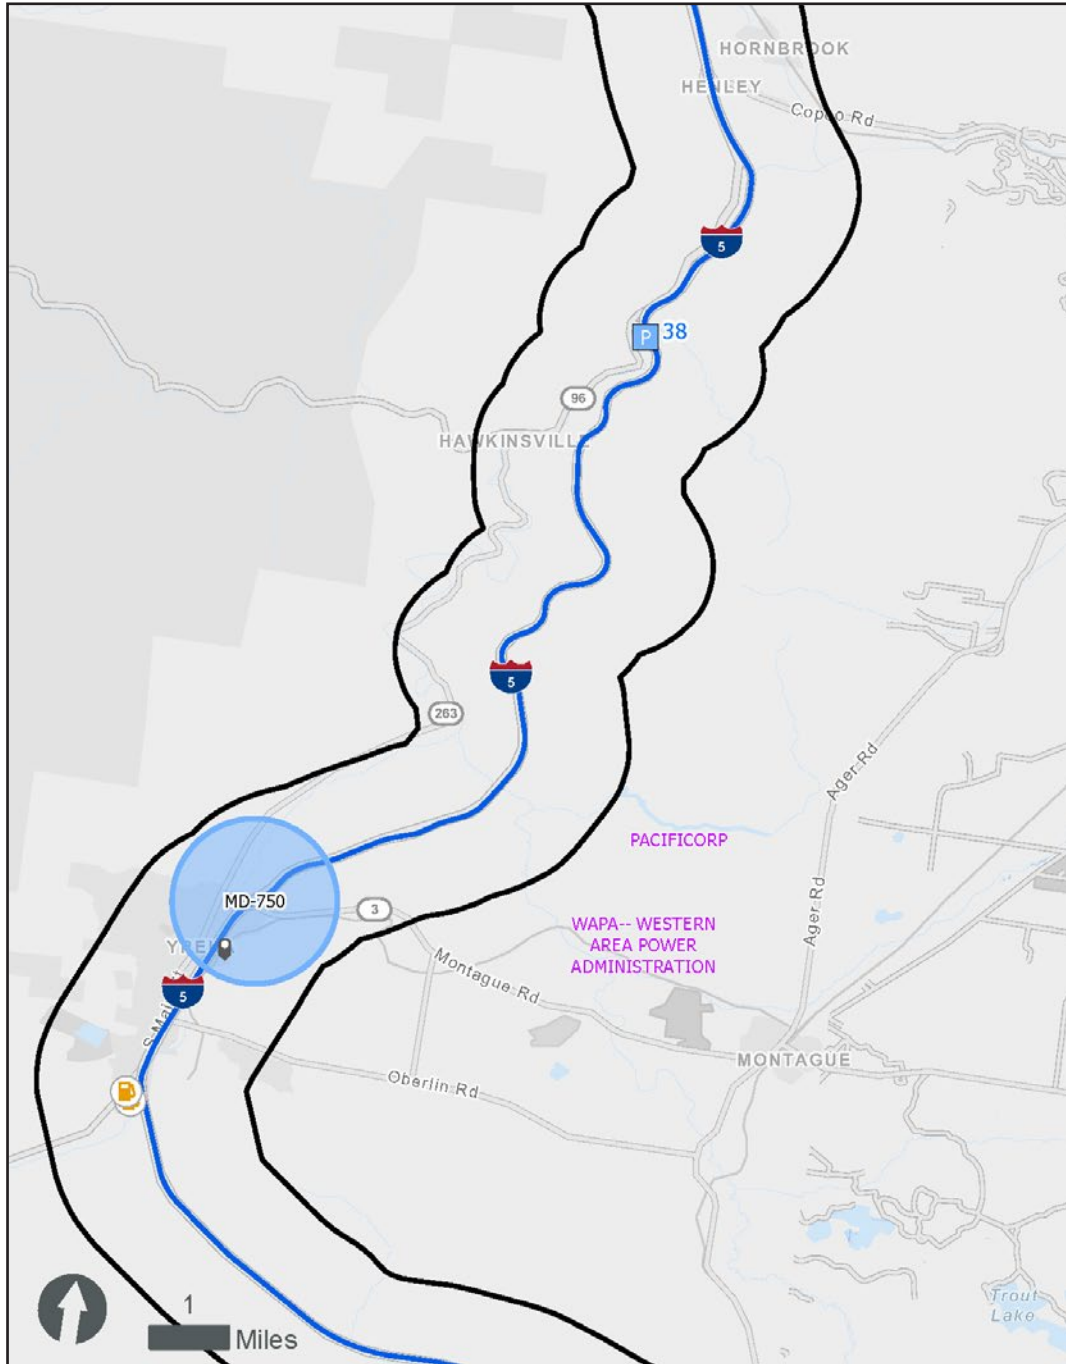 HORNBROOK
HENLEY
Copco Rd
5
P 38
96
HAWKINSVILLE
5
263
Ager Rd
PACIFICORP
MD-750
3
Ager Rd
WAPA-- WESTERN
AREA POWER
ADMINISTRATION
Montague Rd
5
MONTAGUE
Oberlin Rd
1
Miles
Trout
Lake